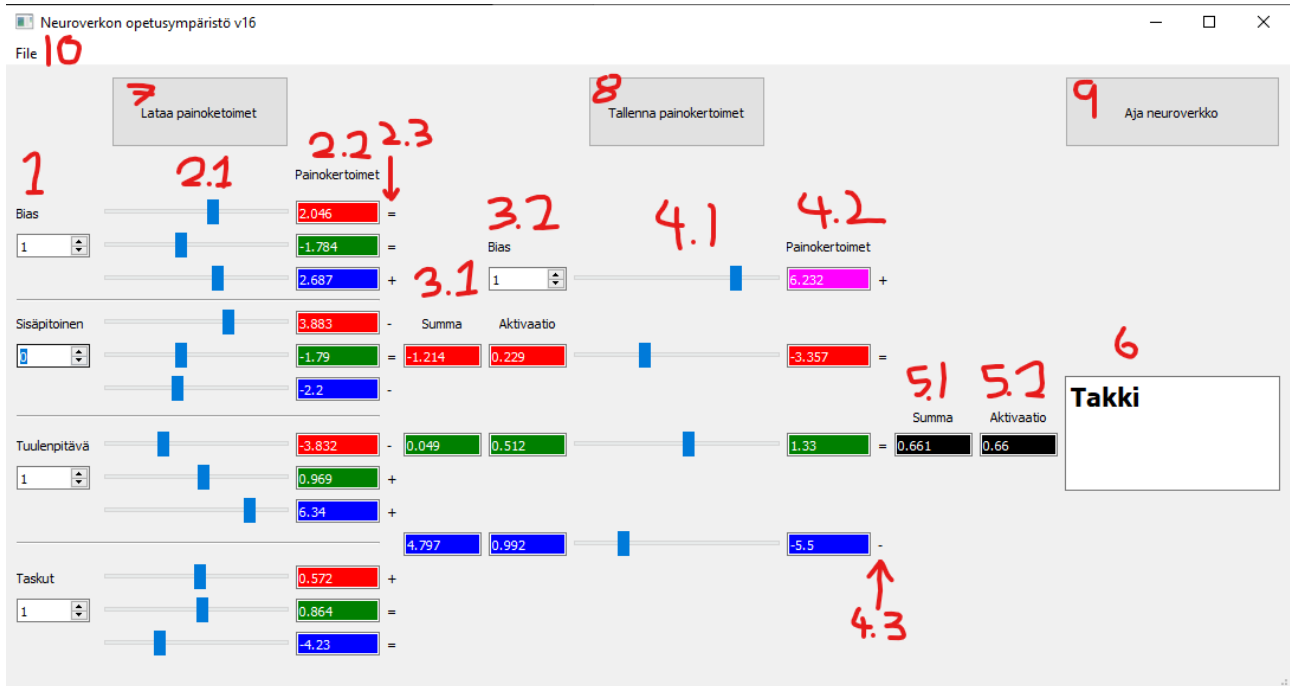 Neuroverkon opetusympäristö v16
File 10
7 Lataa painoketoimet
8 Tallenna painokertoimet
9 Aja neuroverkko
1 2.1 2.2 2.3
Painokertoimet
Bias 2.046 =
1 -1.784 =
2.687 +
3.2 4.1 4.2
Bias Painokertoimet
3.1 1 6.232 +
Sisäpitoinen 3.883 - Summa Aktivaatio
0 -1.79 = -1.214 0.229 -3.357 =
-2.2 -
5.1 5.2 6
Summa Aktivaatio Takki
Tuulenpitävä -3.832 - 0.049 0.512 1.33 = 0.661 0.66
1 0.969 +
6.34 +
4.797 0.992 -5.5 -
Taskut 0.572 +
1 0.864 =
-4.23 =
4.3